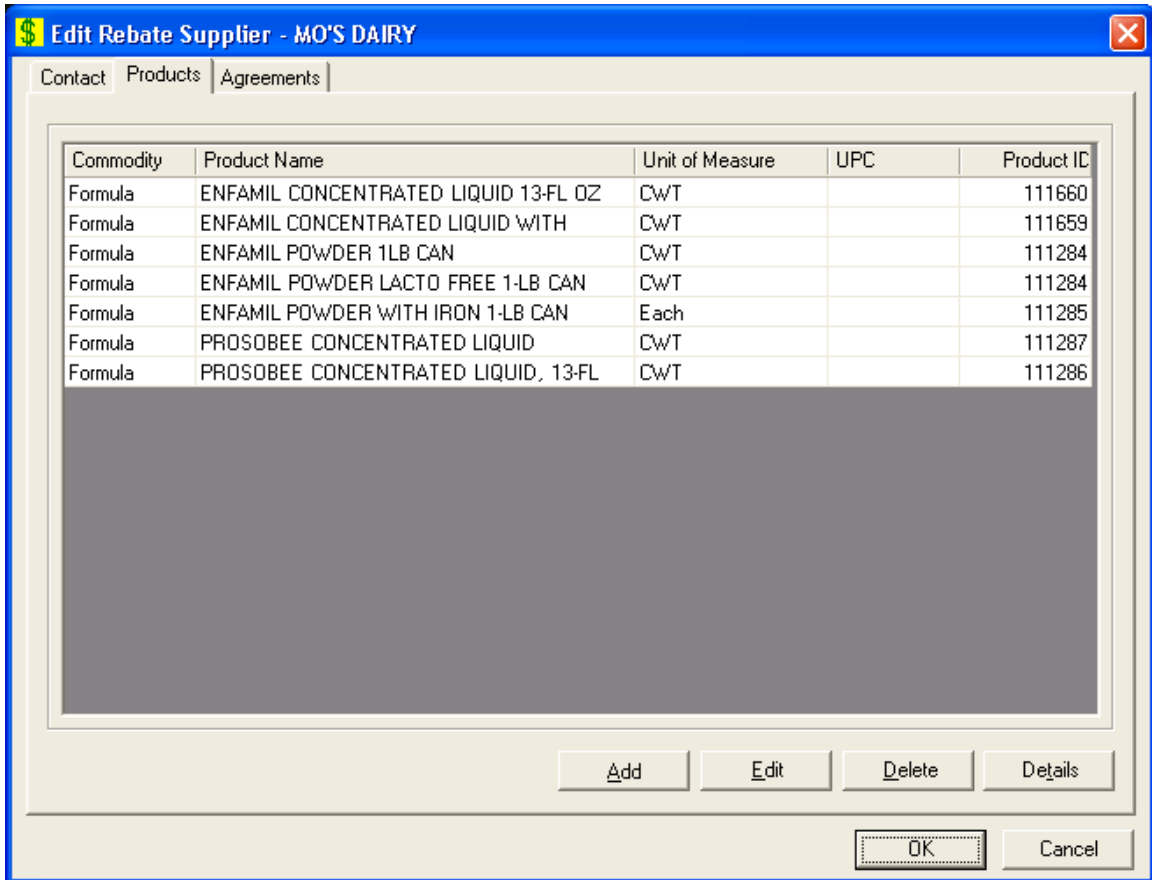 $ Edit Rebate Supplier - MO'S DAIRY
Contact Products Agreements
Commodity Product Name Unit of Measure UPC Product ID
Formula ENFAMIL CONCENTRATED LIQUID 13-FL OZ CWT 111660
Formula ENFAMIL CONCENTRATED LIQUID WITH CWT 111659
Formula ENFAMIL POWDER 1LB CAN CWT 111284
Formula ENFAMIL POWDER LACTO FREE 1-LB CAN CWT 111284
Formula ENFAMIL POWDER WITH IRON 1-LB CAN Each 111285
Formula PROSOBEE CONCENTRATED LIQUID CWT 111287
Formula PROSOBEE CONCENTRATED LIQUID, 13-FL CWT 111286
Add Edit Delete Details
OK Cancel